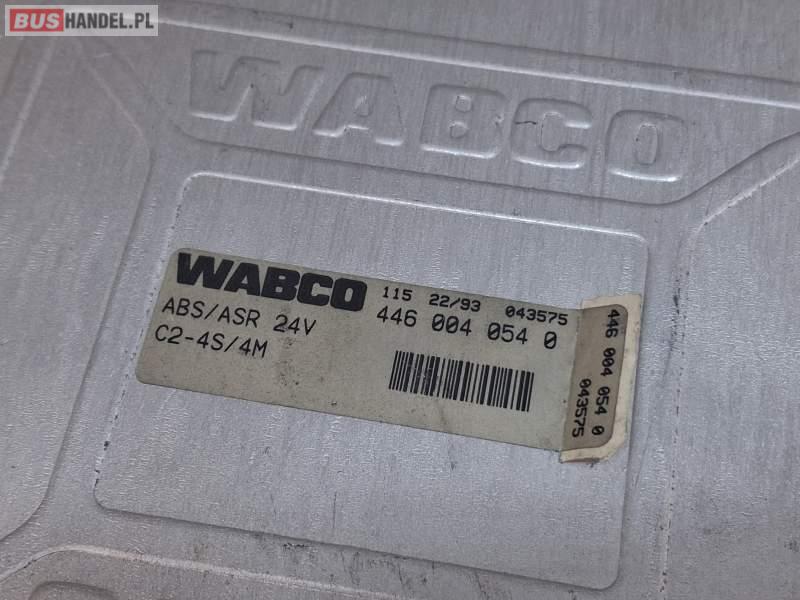 BUSHANDEL.PL
WABCO
WABCO
115 22/93 043575
ABS/ASR 24V
446 004 054 0
C2-4S/4M
446 004 054 0
043575